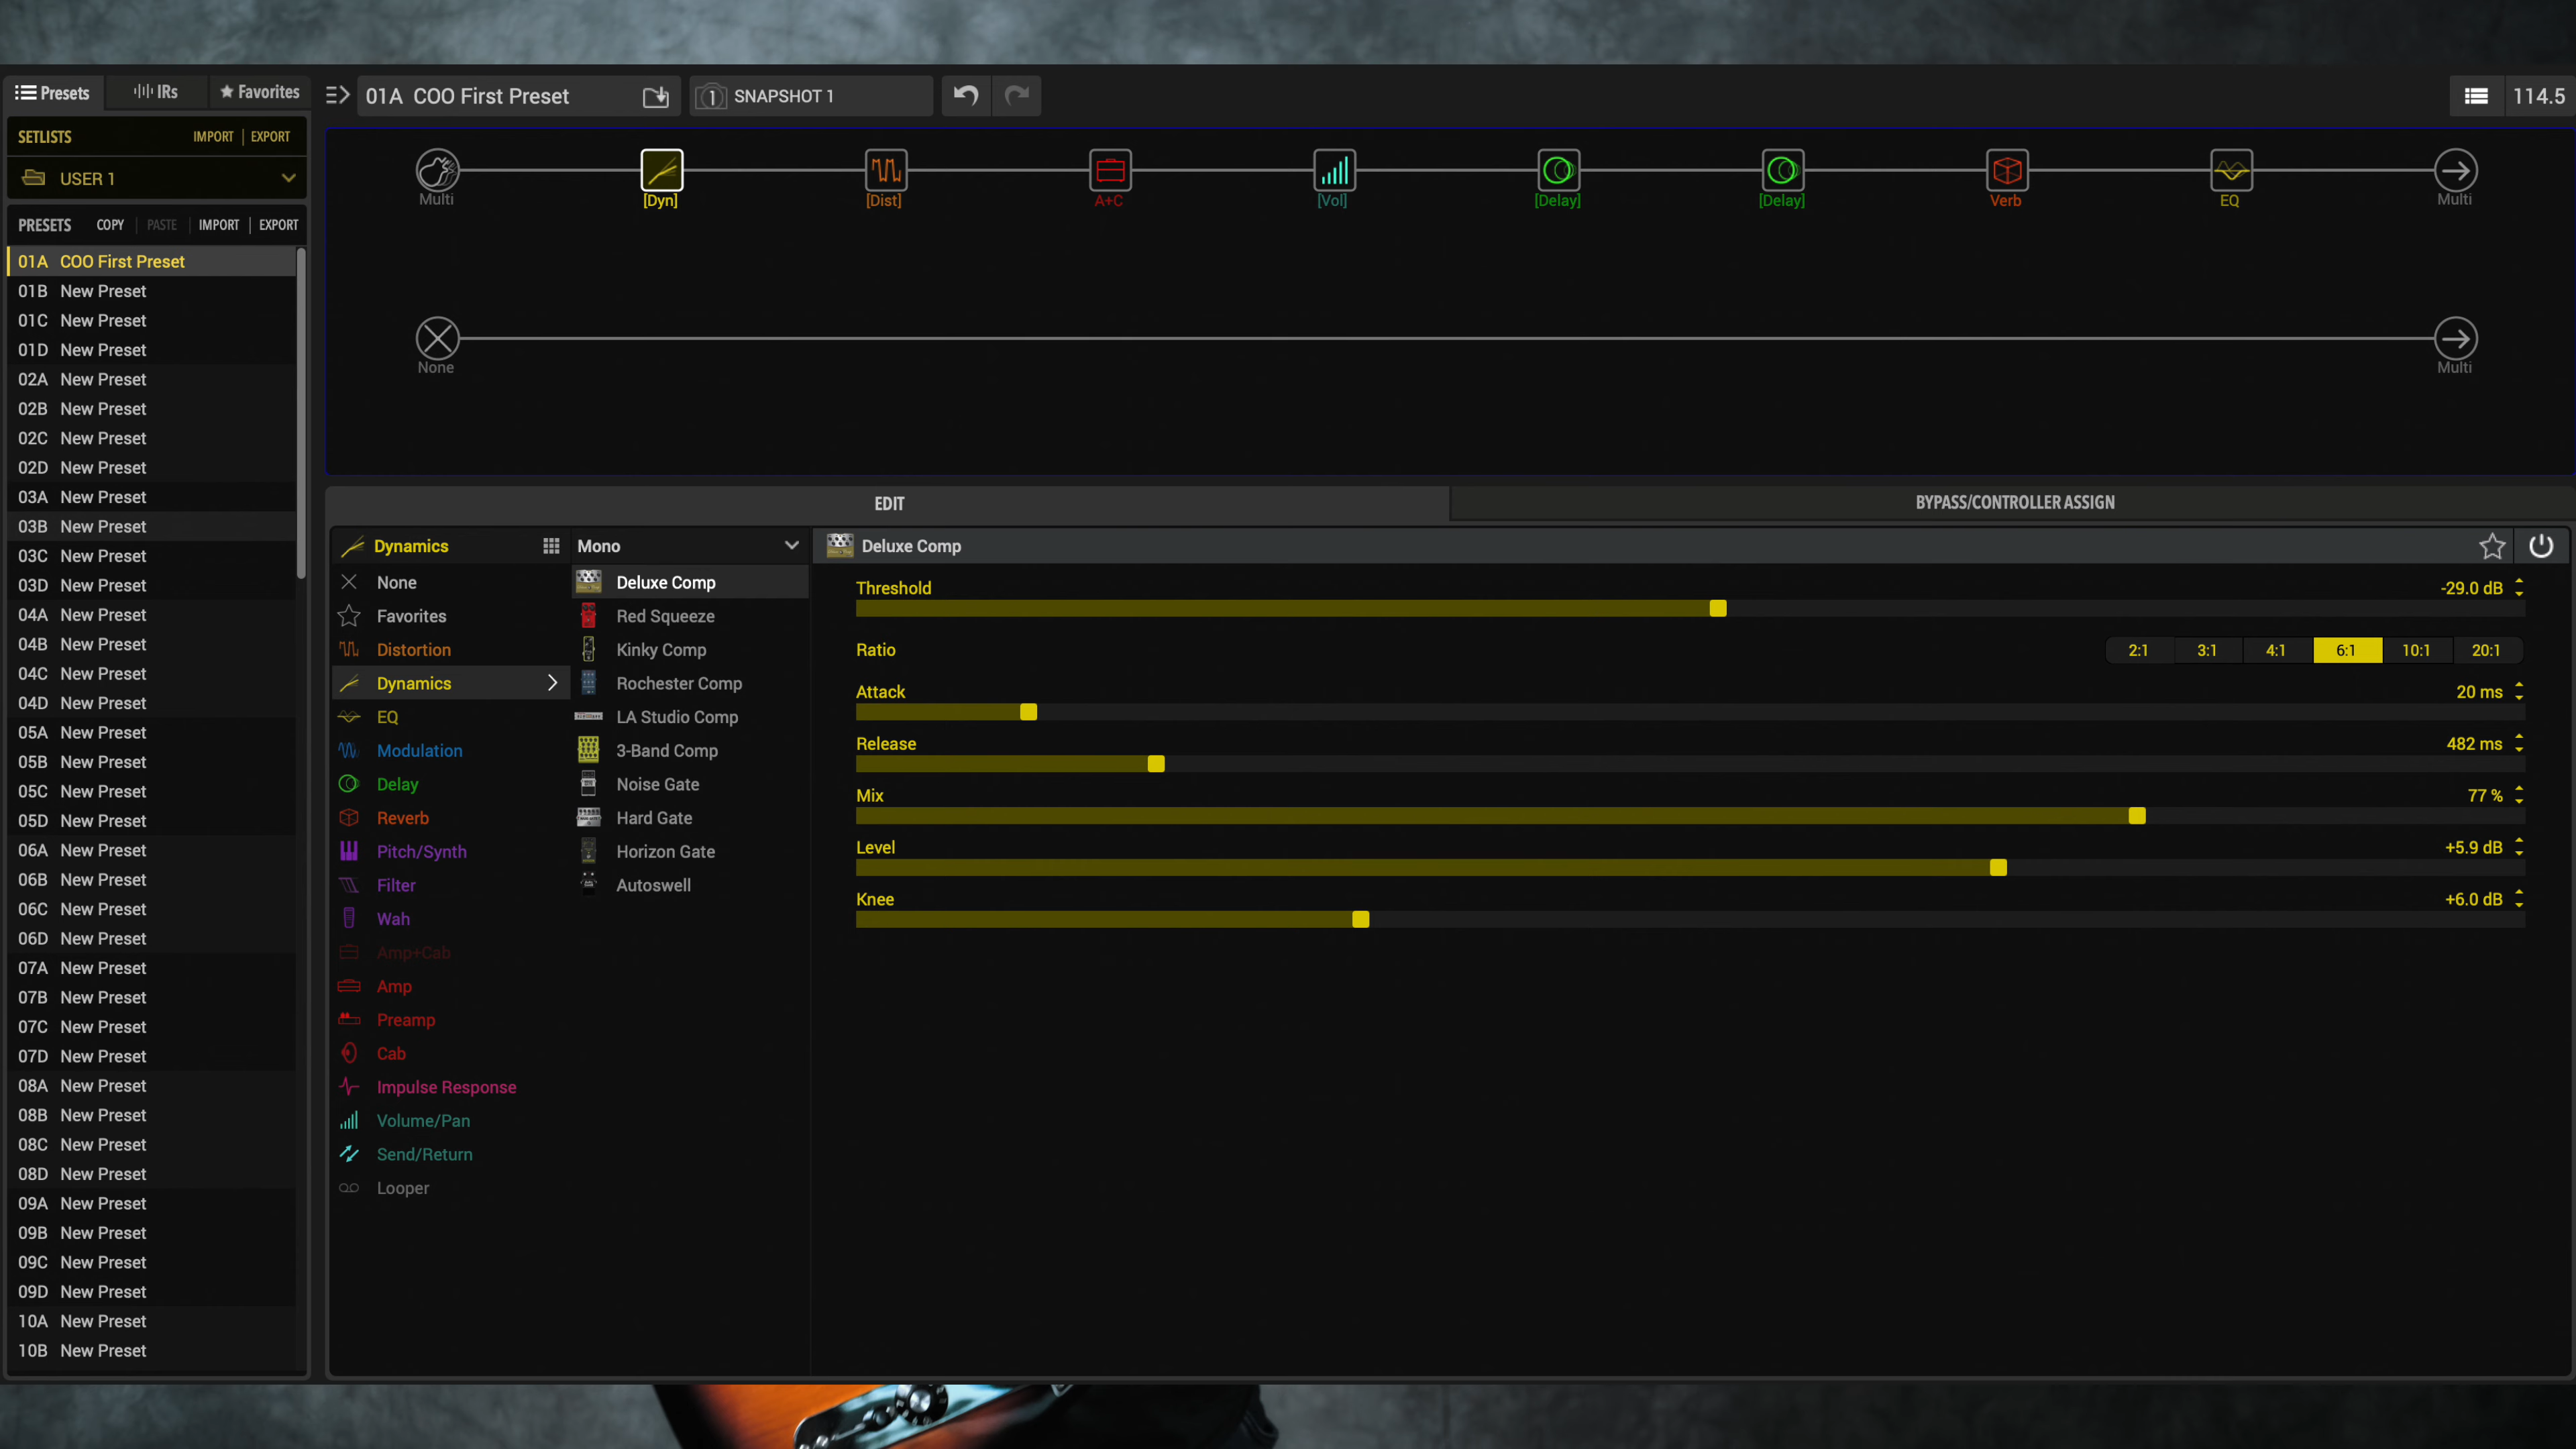 Presets IRs Favorites
01A COO First Preset 1 SNAPSHOT 1 114.5
SETLISTS IMPORT | EXPORT
USER 1
PRESETS COPY | PASTE | IMPORT | EXPORT
01A COO First Preset
01B New Preset
01C New Preset
01D New Preset
02A New Preset
02B New Preset
02C New Preset
02D New Preset
03A New Preset
03B New Preset
03C New Preset
03D New Preset
04A New Preset
04B New Preset
04C New Preset
04D New Preset
05A New Preset
05B New Preset
05C New Preset
05D New Preset
06A New Preset
06B New Preset
06C New Preset
06D New Preset
07A New Preset
07B New Preset
07C New Preset
07D New Preset
08A New Preset
08B New Preset
08C New Preset
08D New Preset
09A New Preset
09B New Preset
09C New Preset
09D New Preset
10A New Preset
10B New Preset
Multi [Dyn] [Dist] A+C [Vol] [Delay] [Delay] Verb EQ Multi
None Multi
EDIT BYPASS/CONTROLLER ASSIGN
Dynamics
None
Favorites
Distortion
Dynamics
EQ
Modulation
Delay
Reverb
Pitch/Synth
Filter
Wah
Amp+Cab
Amp
Preamp
Cab
Impulse Response
Volume/Pan
Send/Return
Looper
Mono
Deluxe Comp
Red Squeeze
Kinky Comp
Rochester Comp
LA Studio Comp
3-Band Comp
Noise Gate
Hard Gate
Horizon Gate
Autoswell
Deluxe Comp
Threshold -29.0 dB
Ratio 2:1 3:1 4:1 6:1 10:1 20:1
Attack 20 ms
Release 482 ms
Mix 77 %
Level +5.9 dB
Knee +6.0 dB